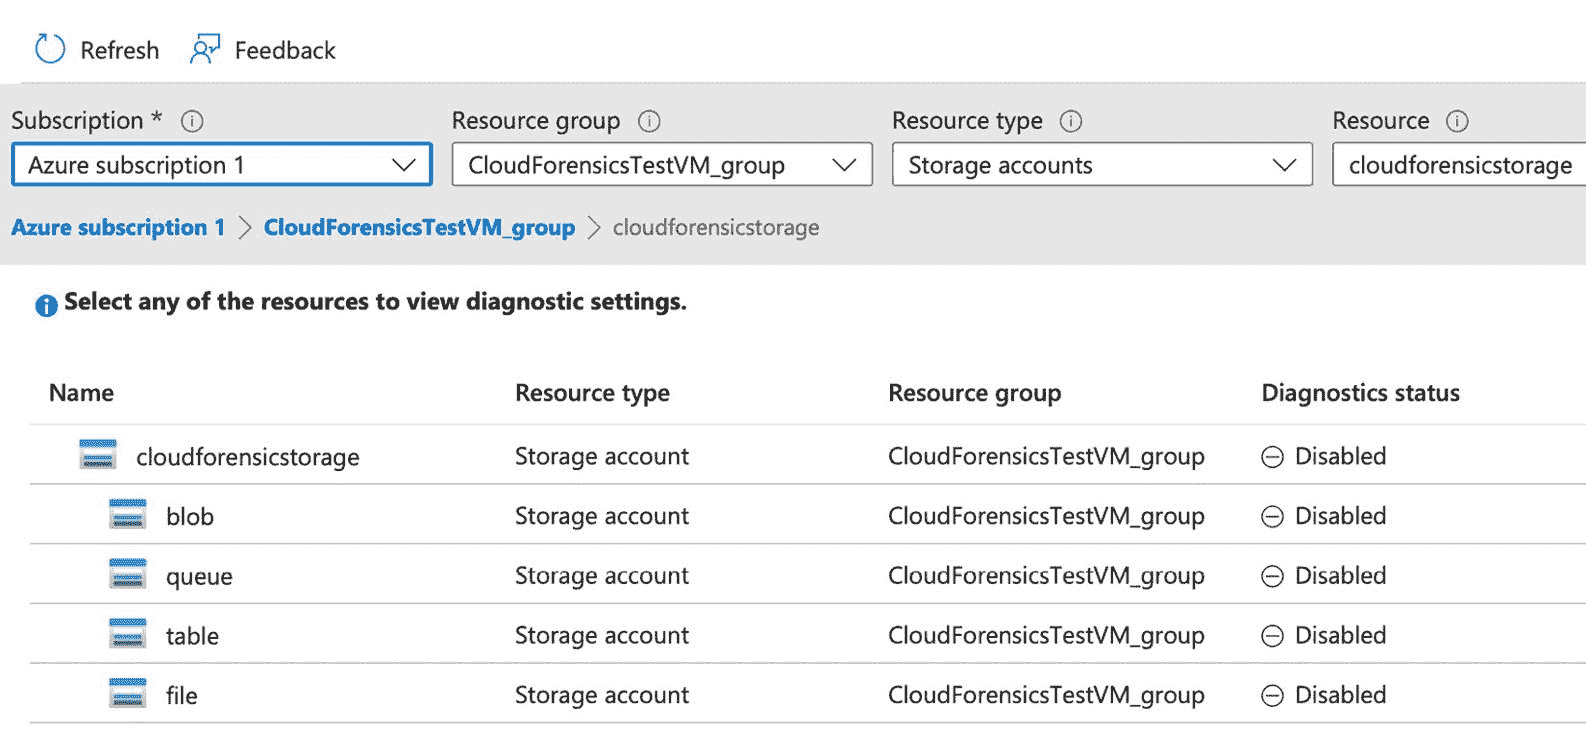 Refresh Feedback
Subscription * Resource group Resource type Resource
Azure subscription 1 CloudForensicsTestVM_group Storage accounts cloudforensicstorage
Azure subscription 1 > CloudForensicsTestVM_group > cloudforensicstorage
Select any of the resources to view diagnostic settings.
Name Resource type Resource group Diagnostics status
cloudforensicstorage Storage account CloudForensicsTestVM_group Disabled
blob Storage account CloudForensicsTestVM_group Disabled
queue Storage account CloudForensicsTestVM_group Disabled
table Storage account CloudForensicsTestVM_group Disabled
file Storage account CloudForensicsTestVM_group Disabled